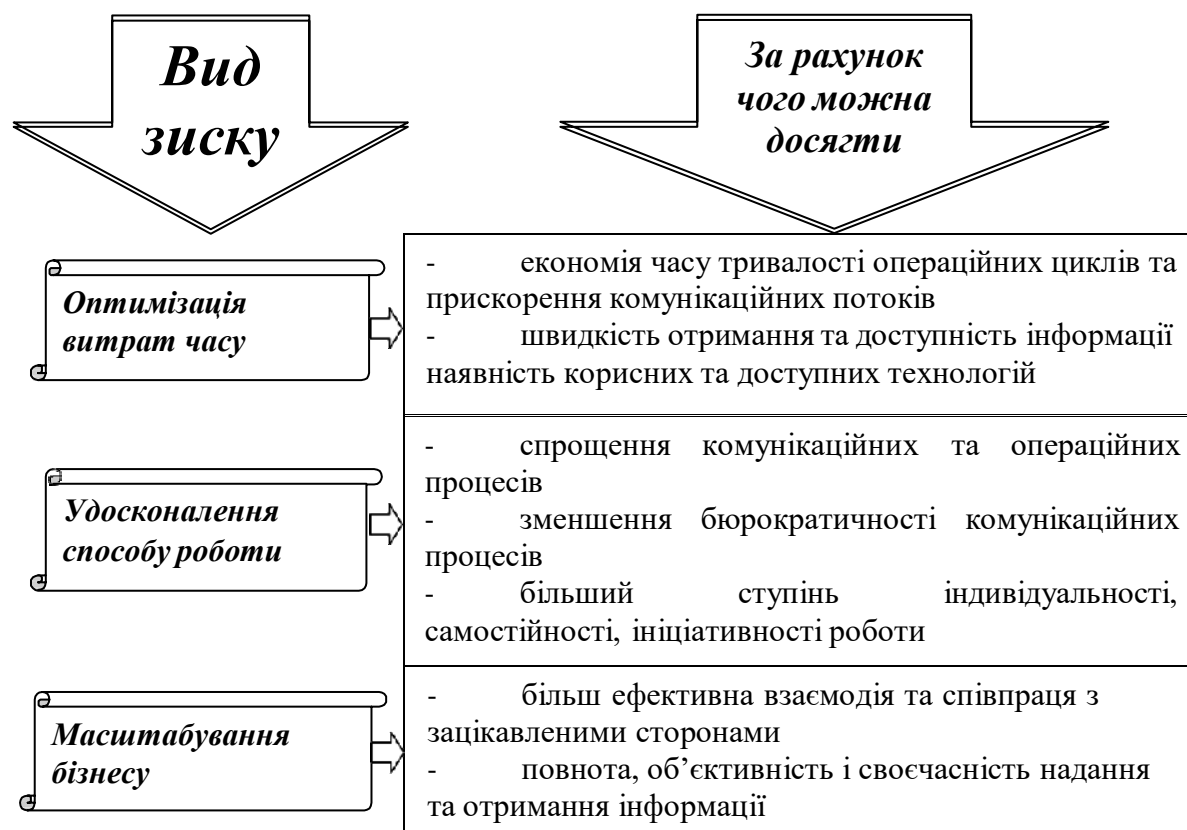 Вид
зиску
За рахунок
чого можна
досягти
Оптимізація
витрат часу
- економія часу тривалості операційних циклів та
прискорення комунікаційних потоків
- швидкість отримання та доступність інформації
наявність корисних та доступних технологій
Удосконалення
способу роботи
- спрощення комунікаційних та операційних
процесів
- зменшення бюрократичності комунікаційних
процесів
- більший ступінь індивідуальності,
самостійності, ініціативності роботи
Масштабування
бізнесу
- більш ефективна взаємодія та співпраця з
зацікавленими сторонами
- повнота, об’єктивність і своєчасність надання
та отримання інформації